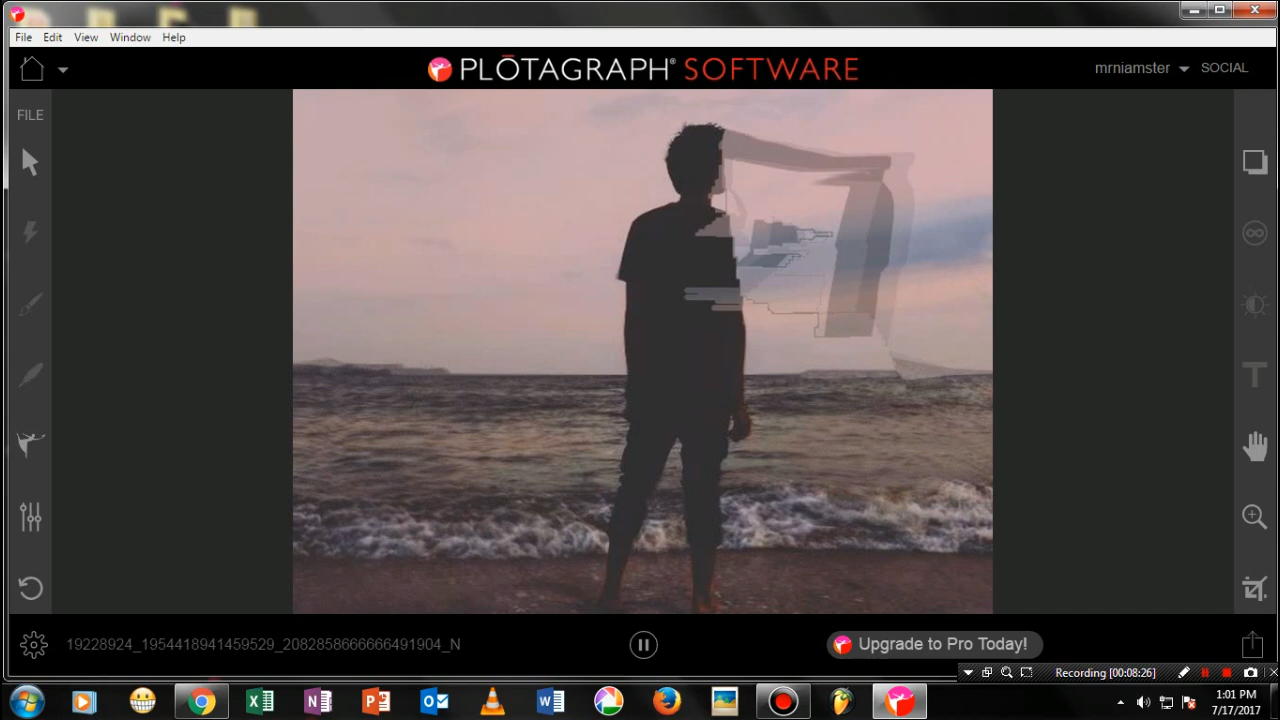 File Edit View Window Help
PLŌTAGRAPH® SOFTWARE
mrniamster SOCIAL
FILE
T
19228924_1954418941459529_2082858666666491904_N
Upgrade to Pro Today!
Recording [00:08:26]
1:01 PM
7/17/2017